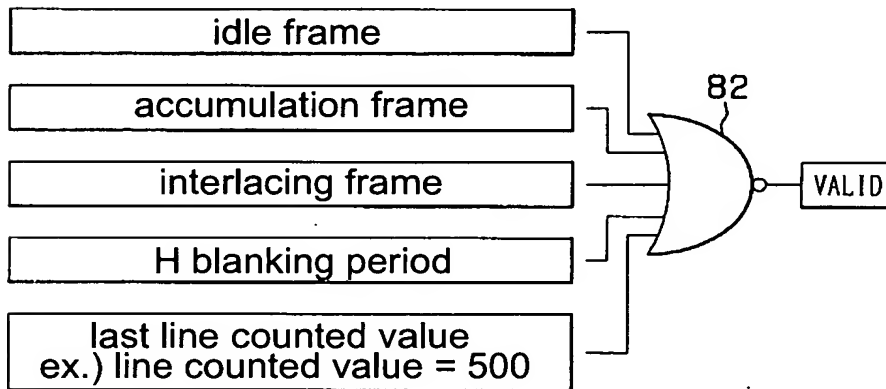 idle frame
accumulation frame
interlacing frame
H blanking period
last line counted value
ex.) line counted value = 500
82
VALID